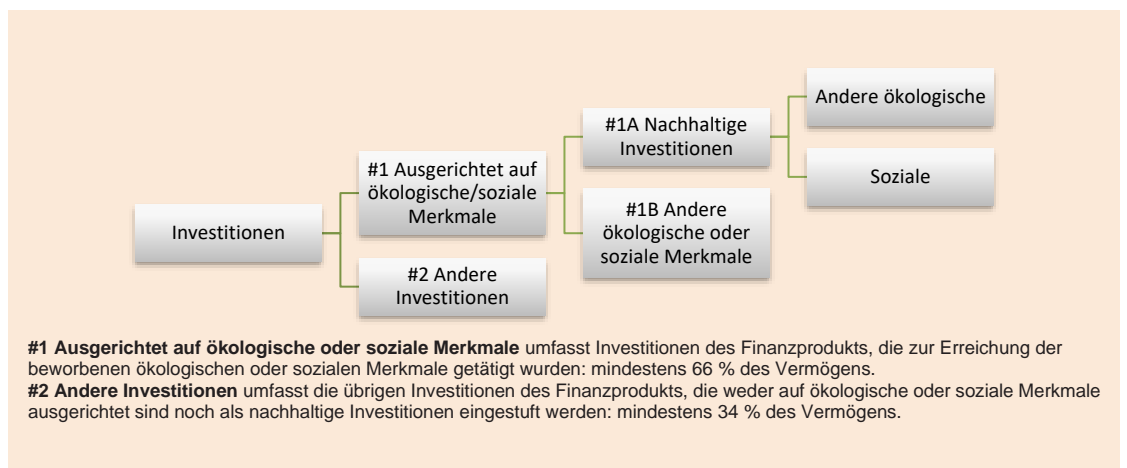 Investitionen
#1 Ausgerichtet auf
ökologische/soziale
Merkmale
#2 Andere
Investitionen
#1A Nachhaltige
Investitionen
#1B Andere
ökologische oder
soziale Merkmale
Andere ökologische
Soziale
#1 Ausgerichtet auf ökologische oder soziale Merkmale umfasst Investitionen des Finanzprodukts, die zur Erreichung der
beworbenen ökologischen oder sozialen Merkmale getätigt wurden: mindestens 66 % des Vermögens.
#2 Andere Investitionen umfasst die übrigen Investitionen des Finanzprodukts, die weder auf ökologische oder soziale Merkmale
ausgerichtet sind noch als nachhaltige Investitionen eingestuft werden: mindestens 34 % des Vermögens.